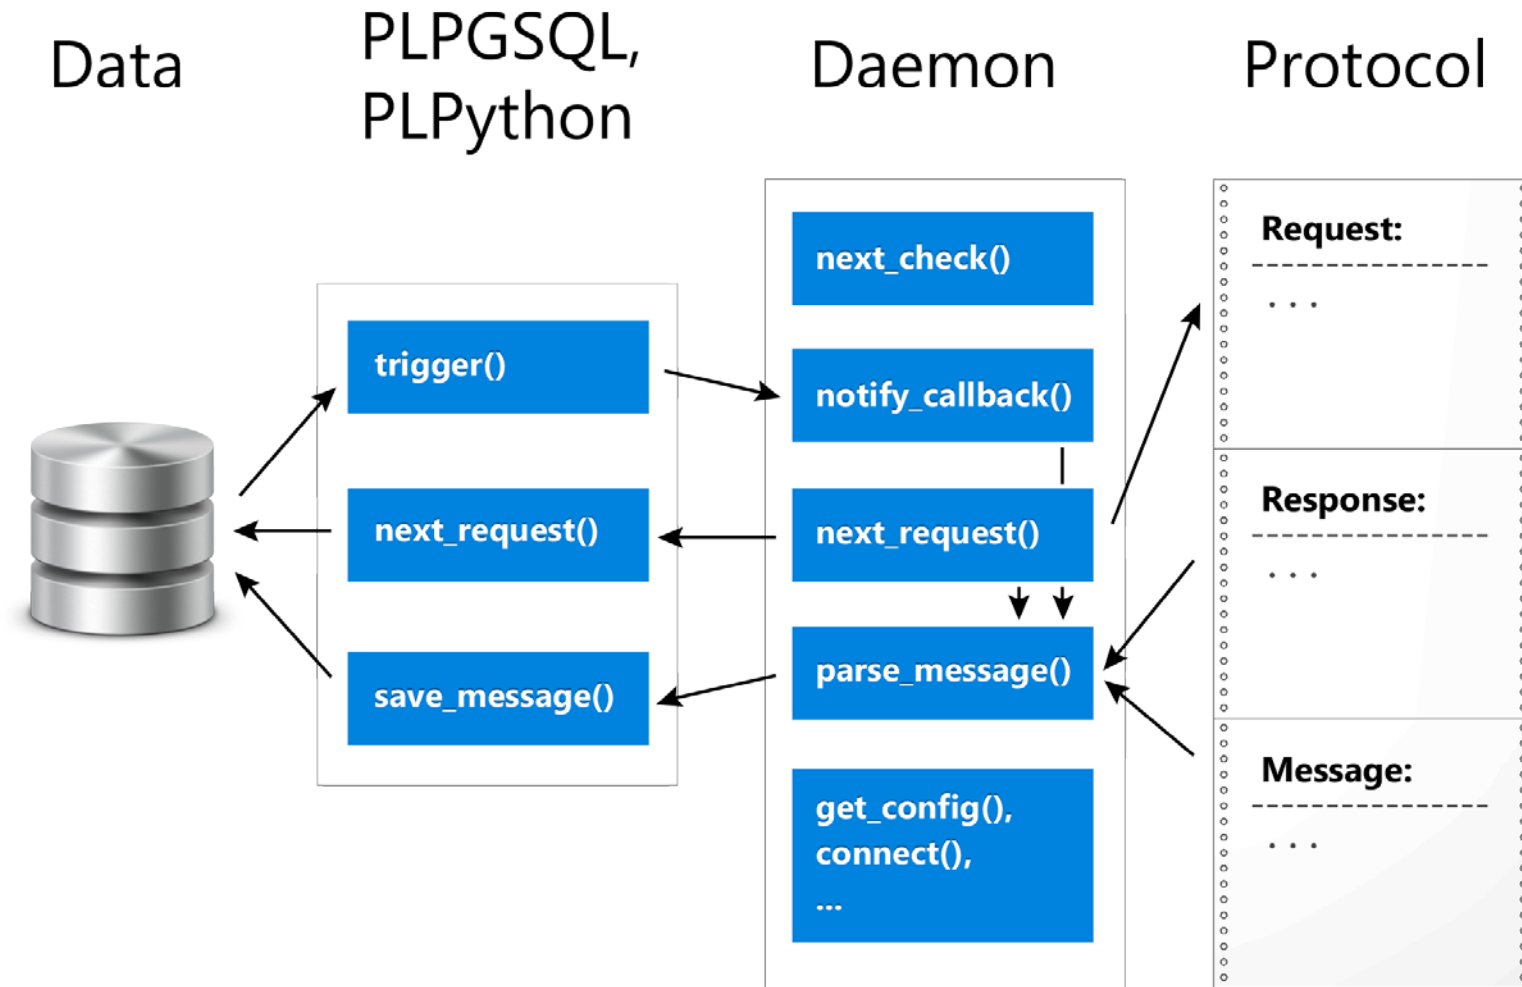 Data
PLPGSQL,
PLPython
Daemon
Protocol
trigger()
next_request()
save_message()
next_check()
notify_callback()
next_request()
parse_message()
get_config(),
connect(),
...
Request:
------------------
. . .
Response:
------------------
. . .
Message:
------------------
. . .